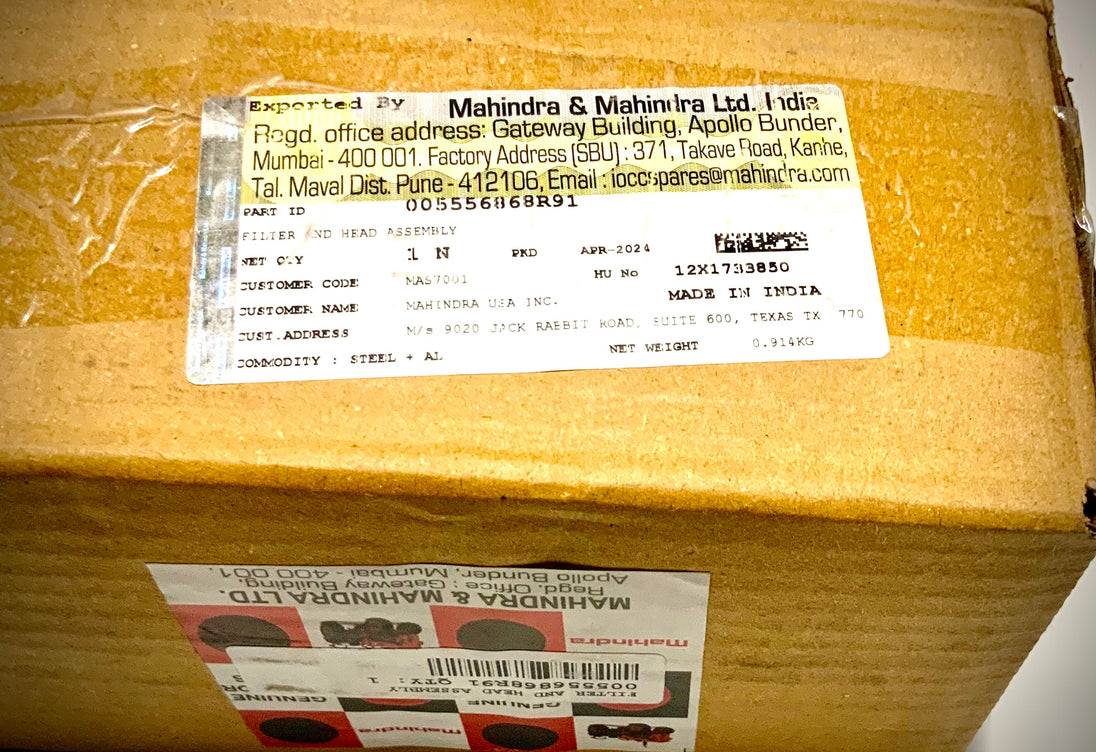 Exported By Mahindra & Mahindra Ltd. India
Regd. office address: Gateway Building, Apollo Bunder,
Mumbai - 400 001. Factory Address (SBU) : 371, Takave Road, Kanhe,
Tal. Maval Dist. Pune - 412106, Email : ioccspares@mahindra.com
PART ID 005556868R91
FILTER AND HEAD ASSEMBLY
NET QTY 1 N PKD APR-2024
CUSTOMER CODE MAS7001 HU No 12X1733850
CUSTOMER NAME MAHINDRA USA INC. MADE IN INDIA
CUST.ADDRESS M/s 9020 JACK RABBIT ROAD, SUITE 600, TEXAS TX 770
COMMODITY : STEEL + AL NET WEIGHT 0.914KG
Mahindra
GENUINE GENUINE
FILTER AND HEAD ASSEMBLY
005556868R91 QTY: 1
Mahindra
MAHINDRA & MAHINDRA LTD.
Regd. Office : Gateway Building,
Apollo Bunder, Mumbai - 400 001.